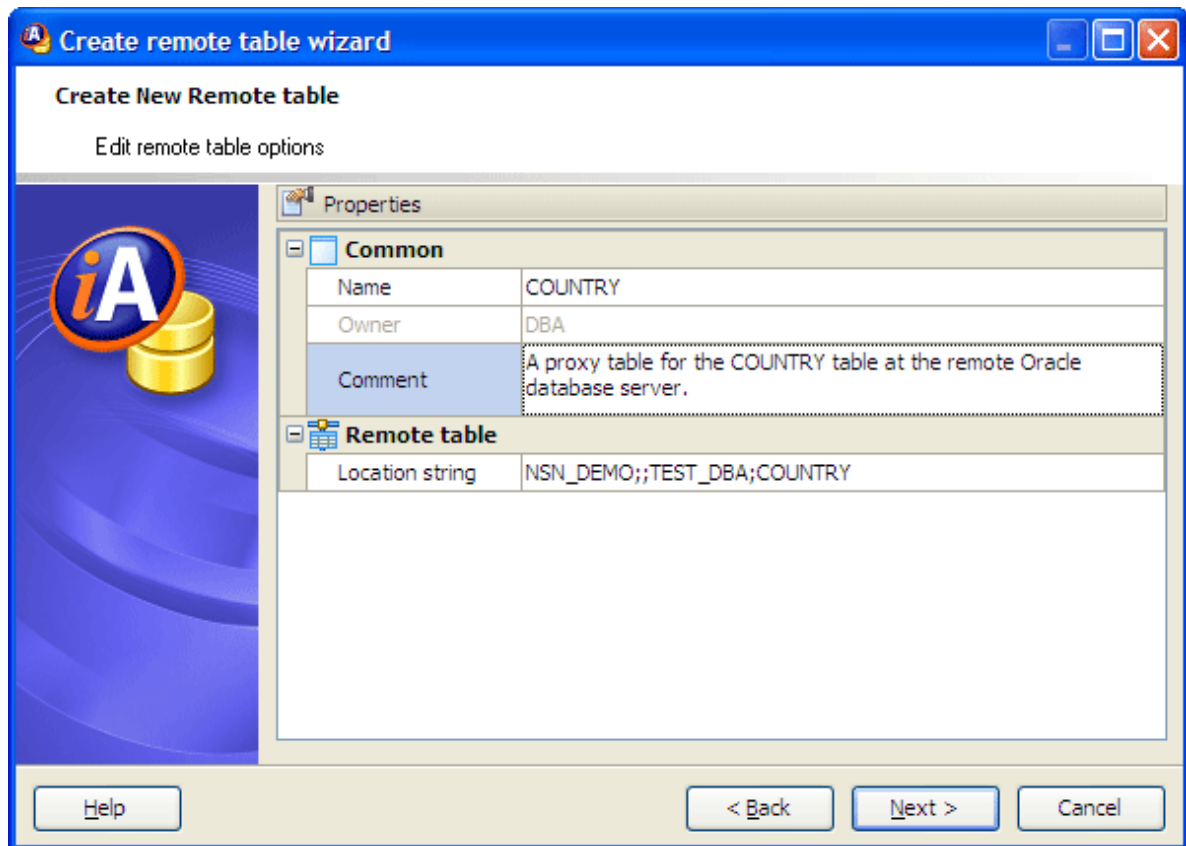 Create remote table wizard
Create New Remote table
Edit remote table options
iA
Properties
Common
Name COUNTRY
Owner DBA
Comment A proxy table for the COUNTRY table at the remote Oracle
database server.
Remote table
Location string NSN_DEMO;;TEST_DBA;COUNTRY
Help < Back Next > Cancel